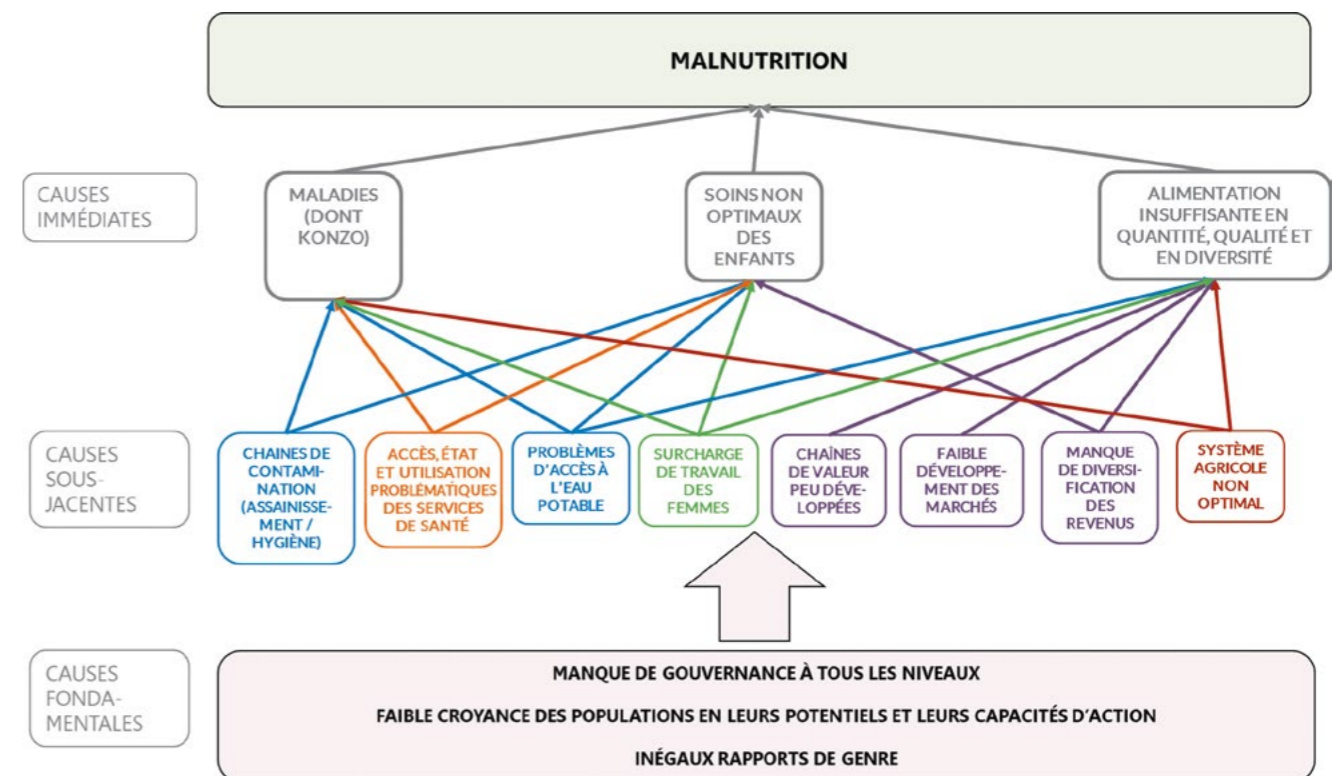 MALNUTRITION
CAUSES
IMMÉDIATES
MALADIES
(DONT
KONZO)
SOINS NON
OPTIMAUX
DES
ENFANTS
ALIMENTATION
INSUFFISANTE EN
QUANTITÉ, QUALITÉ ET
EN DIVERSITÉ
CAUSES
SOUS-
JACENTES
CHAINES DE
CONTAMI-
NATION
(ASSAINISSE-
MENT /
HYGIÈNE)
ACCÈS, ÉTAT
ET UTILISATION
PROBLÉMATIQUES
DES SERVICES
DE SANTÉ
PROBLÈMES
D'ACCÈS À
L'EAU
POTABLE
SURCHARGE
DE TRAVAIL
DES
FEMMES
CHAÎNES
DE VALEUR
PEU DÉVE-
LOPPÉES
FAIBLE
DÉVELOPPE-
MENT DES
MARCHÉS
MANQUE
DE DIVERSI-
FICATION
DES
REVENUS
SYSTÈME
AGRICOLE
NON
OPTIMAL
CAUSES
FONDA-
MENTALES
MANQUE DE GOUVERNANCE À TOUS LES NIVEAUX
FAIBLE CROYANCE DES POPULATIONS EN LEURS POTENTIELS ET LEURS CAPACITÉS D'ACTION
INÉGAUX RAPPORTS DE GENRE